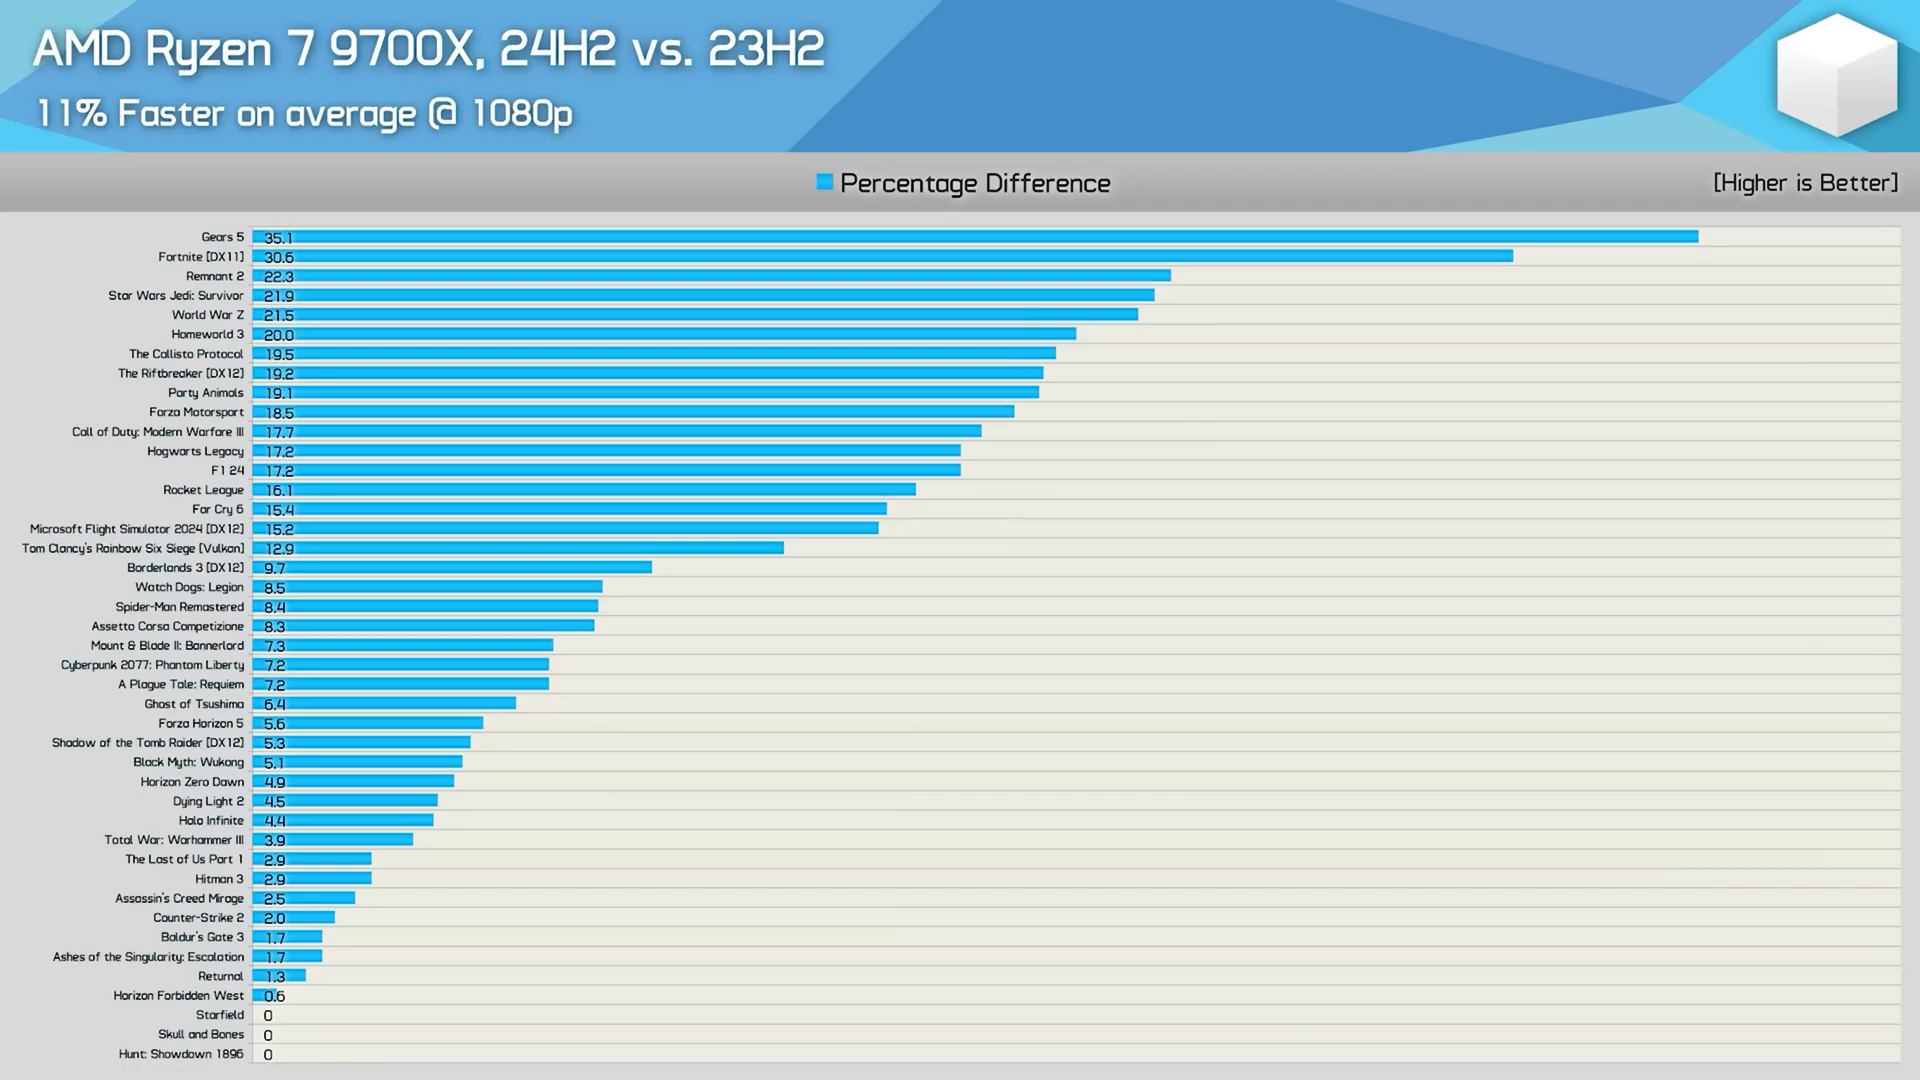 AMD Ryzen 7 9700X, 24H2 vs. 23H2
11% Faster on average @ 1080p
Percentage Difference
[Higher is Better]
Gears 5 35.1
Fortnite [DX11] 30.6
Remnant 2 22.3
Star Wars Jedi: Survivor 21.9
World War Z 21.5
Homeworld 3 20.0
The Callisto Protocol 19.5
The Riftbreaker [DX12] 19.2
Party Animals 19.1
Forza Motorsport 18.5
Call of Duty: Modern Warfare III 17.7
Hogwarts Legacy 17.2
F1 24 17.2
Rocket League 16.1
Far Cry 6 15.4
Microsoft Flight Simulator 2024 [DX12] 15.2
Tom Clancy's Rainbow Six Siege [Vulkan] 12.9
Borderlands 3 [DX12] 9.7
Watch Dogs: Legion 8.5
Spider-Man Remastered 8.4
Assetto Corsa Competizione 8.3
Mount & Blade II: Bannerlord 7.3
Cyberpunk 2077: Phantom Liberty 7.2
A Plague Tale: Requiem 7.2
Ghost of Tsushima 6.4
Forza Horizon 5 5.6
Shadow of the Tomb Raider [DX12] 5.3
Black Myth: Wukong 5.1
Horizon Zero Dawn 4.9
Dying Light 2 4.5
Halo Infinite 4.4
Total War: Warhammer III 3.9
The Last of Us Part 1 2.9
Hitman 3 2.9
Assassin's Creed Mirage 2.5
Counter-Strike 2 2.0
Baldur's Gate 3 1.7
Ashes of the Singularity: Escalation 1.7
Returnal 1.3
Horizon Forbidden West 0.6
Starfield 0
Skull and Bones 0
Hunt: Showdown 1896 0